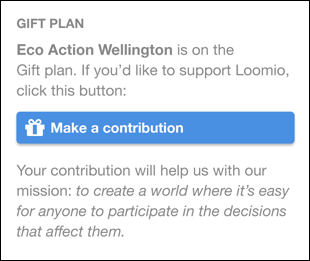 GIFT PLAN
Eco Action Wellington is on the
Gift plan. If you’d like to support Loomio,
click this button:
Make a contribution
Your contribution will help us with our
mission: to create a world where it’s easy
for anyone to participate in the decisions
that affect them.